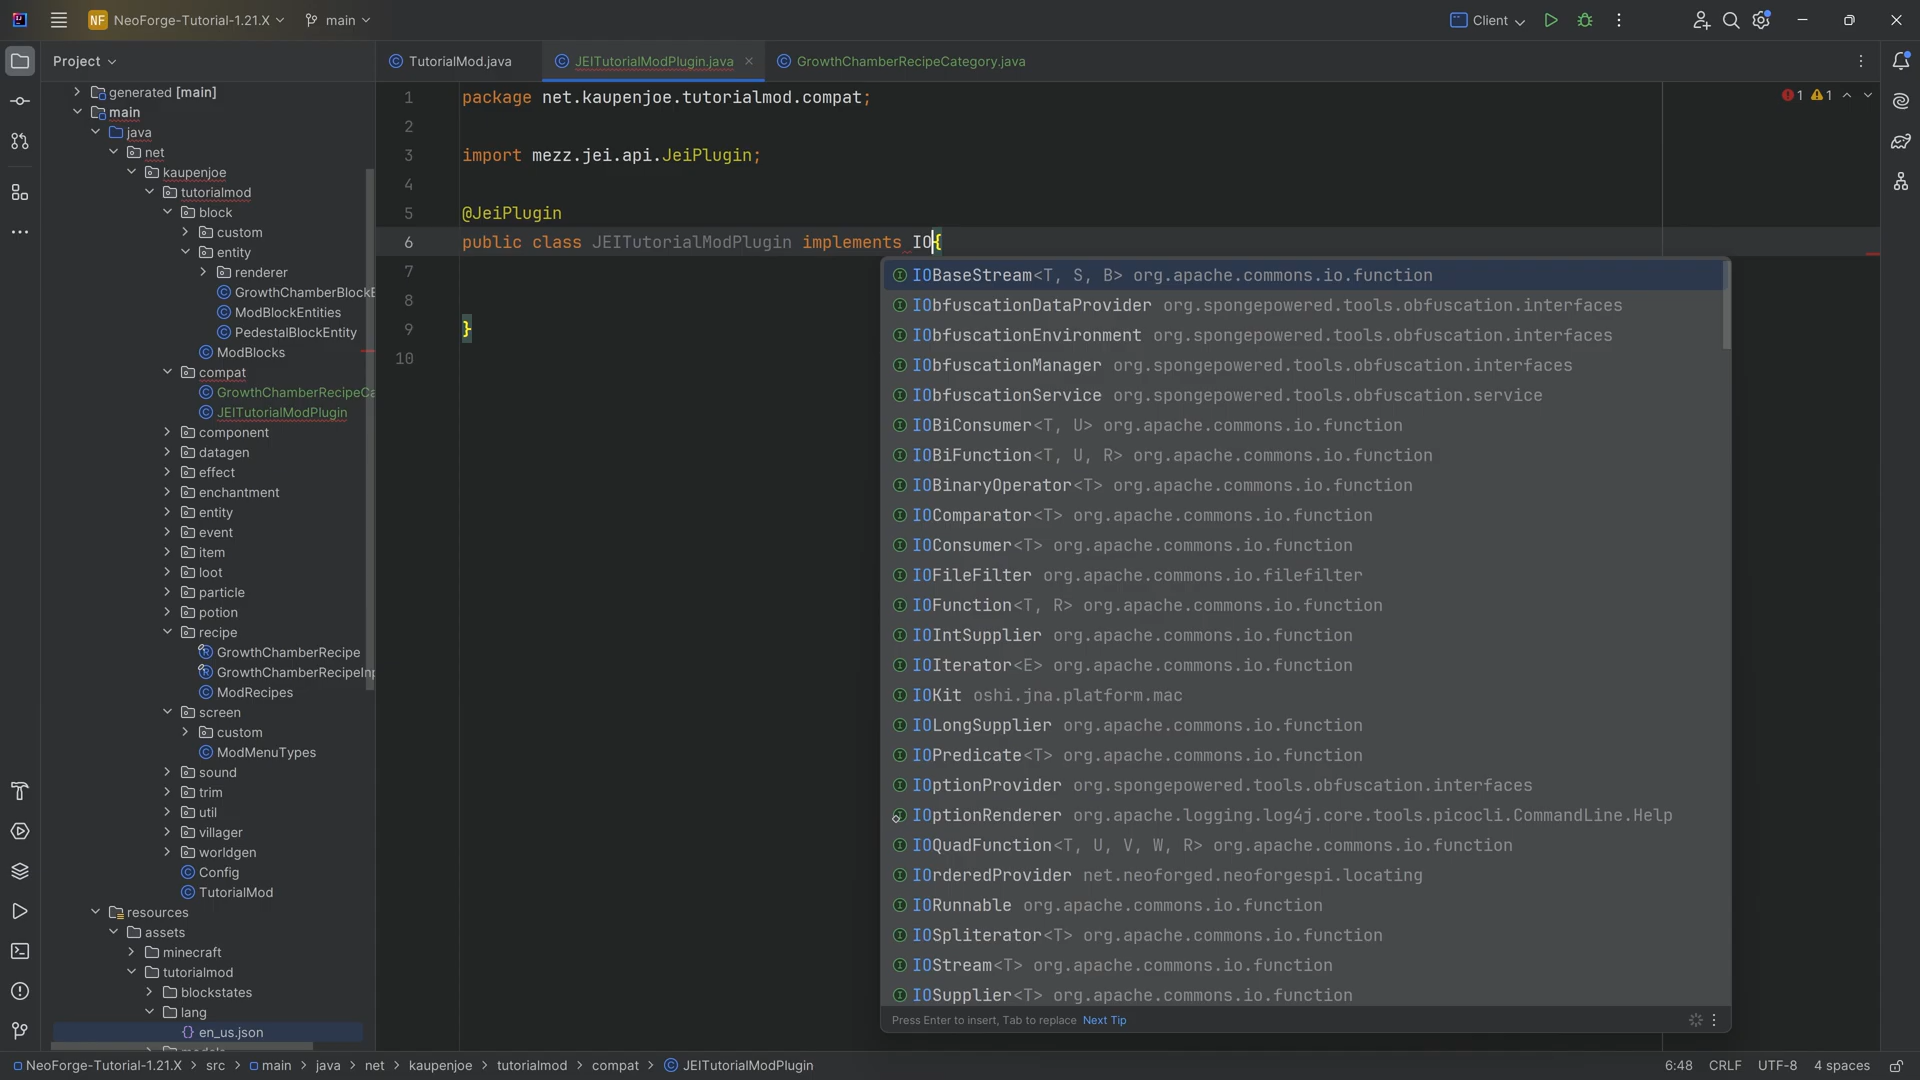 NF NeoForge-Tutorial-1.21.X main Client
Project
TutorialMod.java JEITutorialModPlugin.java GrowthChamberRecipeCategory.java
generated [main]
main
java
net
kaupenjoe
tutorialmod
block
custom
entity
renderer
GrowthChamberBlockE
ModBlockEntities
PedestalBlockEntity
ModBlocks
compat
GrowthChamberRecipeCa
JEITutorialModPlugin
component
datagen
effect
enchantment
entity
event
item
loot
particle
potion
recipe
GrowthChamberRecipe
GrowthChamberRecipeInp
ModRecipes
screen
custom
ModMenuTypes
sound
trim
util
villager
worldgen
Config
TutorialMod
resources
assets
minecraft
tutorialmod
blockstates
lang
en_us.json
1 package net.kaupenjoe.tutorialmod.compat;
2
3 import mezz.jei.api.JeiPlugin;
4
5 @JeiPlugin
6 public class JEITutorialModPlugin implements IO{
7
8
9 }
10
1 1
IOBaseStream<T, S, B> org.apache.commons.io.function
IObfuscationDataProvider org.spongepowered.tools.obfuscation.interfaces
IObfuscationEnvironment org.spongepowered.tools.obfuscation.interfaces
IObfuscationManager org.spongepowered.tools.obfuscation.interfaces
IObfuscationService org.spongepowered.tools.obfuscation.service
IOBiConsumer<T, U> org.apache.commons.io.function
IOBiFunction<T, U, R> org.apache.commons.io.function
IOBinaryOperator<T> org.apache.commons.io.function
IOComparator<T> org.apache.commons.io.function
IOConsumer<T> org.apache.commons.io.function
IOFileFilter org.apache.commons.io.filefilter
IOFunction<T, R> org.apache.commons.io.function
IOIntSupplier org.apache.commons.io.function
IOIterator<E> org.apache.commons.io.function
IOKit oshi.jna.platform.mac
IOLongSupplier org.apache.commons.io.function
IOPredicate<T> org.apache.commons.io.function
IOptionProvider org.spongepowered.tools.obfuscation.interfaces
IOptionRenderer org.apache.logging.log4j.core.tools.picocli.CommandLine.Help
IOQuadFunction<T, U, V, W, R> org.apache.commons.io.function
IOrderedProvider net.neoforged.neoforgespi.locating
IORunnable org.apache.commons.io.function
IOSpliterator<T> org.apache.commons.io.function
IOStream<T> org.apache.commons.io.function
IOSupplier<T> org.apache.commons.io.function
Press Enter to insert, Tab to replace Next Tip
NeoForge-Tutorial-1.21.X > src > main > java > net > kaupenjoe > tutorialmod > compat > JEITutorialModPlugin 6:48 CRLF UTF-8 4 spaces